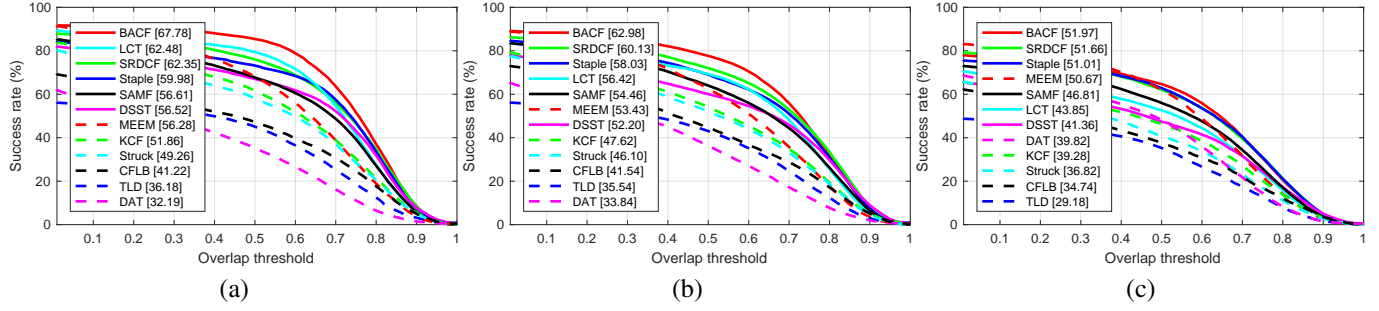 (a)
100
80
60
40
20
0
Success rate (%)
BACF [67.78]
LCT [62.48]
SRDCF [62.35]
Staple [59.98]
SAMF [56.61]
DSST [56.52]
MEEM [56.28]
KCF [51.86]
Struck [49.26]
CFLB [41.22]
TLD [36.18]
DAT [32.19]
0.1 0.2 0.3 0.4 0.5 0.6 0.7 0.8 0.9 1
Overlap threshold
(a)
(b)
100
80
60
40
20
0
Success rate (%)
BACF [62.98]
SRDCF [60.13]
Staple [58.03]
LCT [56.42]
SAMF [54.46]
MEEM [53.43]
DSST [52.20]
KCF [47.62]
Struck [46.10]
CFLB [41.54]
TLD [35.54]
DAT [33.84]
0.1 0.2 0.3 0.4 0.5 0.6 0.7 0.8 0.9 1
Overlap threshold
(b)
(c)
100
80
60
40
20
0
Success rate (%)
BACF [51.97]
SRDCF [51.66]
Staple [51.01]
MEEM [50.67]
SAMF [46.81]
LCT [43.85]
DSST [41.36]
DAT [39.82]
KCF [39.28]
Struck [36.82]
CFLB [34.74]
TLD [29.18]
0.1 0.2 0.3 0.4 0.5 0.6 0.7 0.8 0.9 1
Overlap threshold
(c)